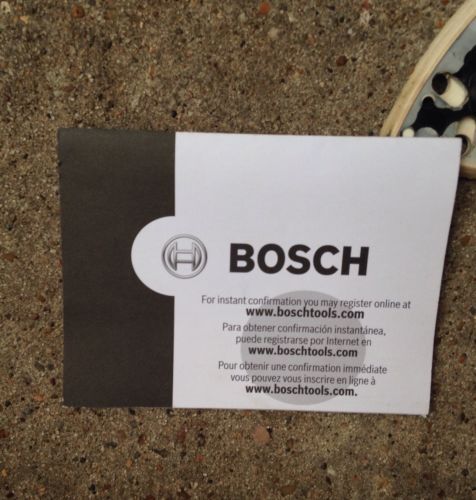 BOSCH
For instant confirmation you may register online at
www.boschtools.com
Para obtener confirmación instantánea,
puede registrarse por Internet en
www.boschtools.com
Pour obtenir une confirmation immédiate
vous pouvez vous inscrire en ligne à
www.boschtools.com.